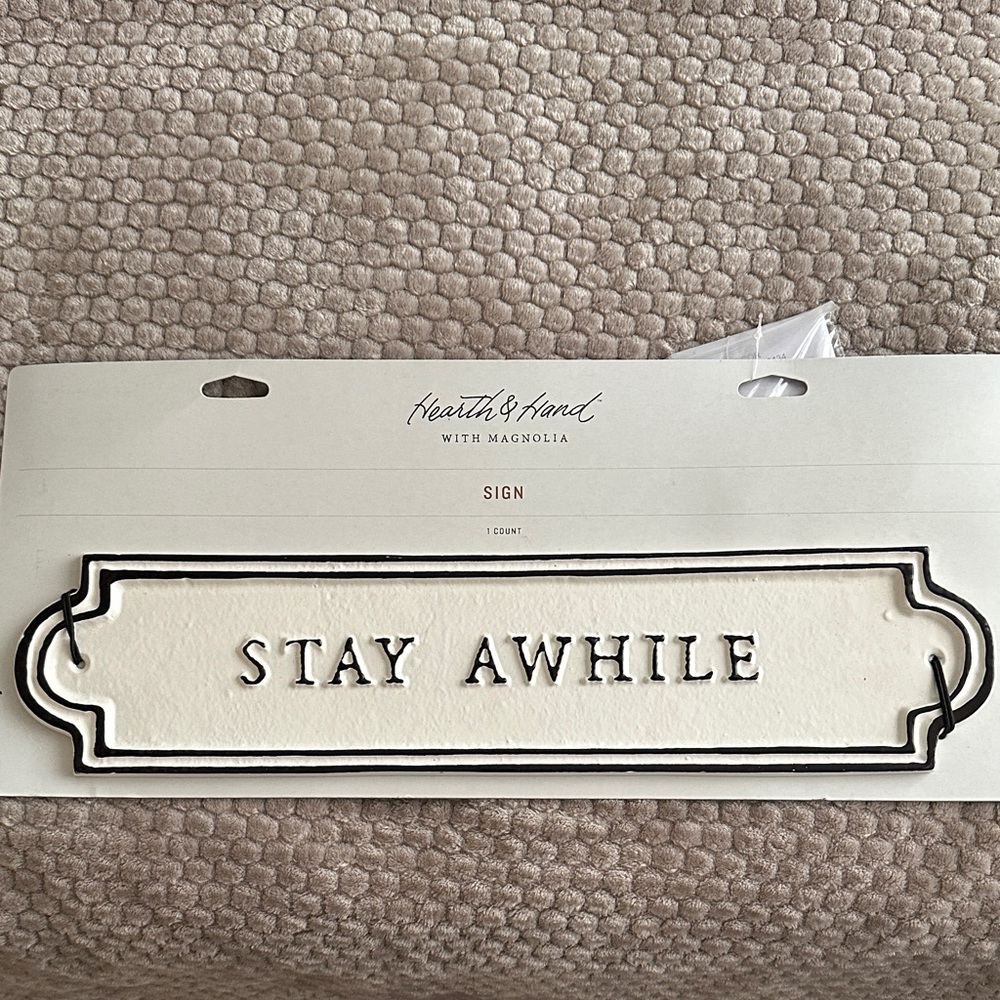 Hearth & Hand
WITH MAGNOLIA
SIGN
1 COUNT
STAY AWHILE